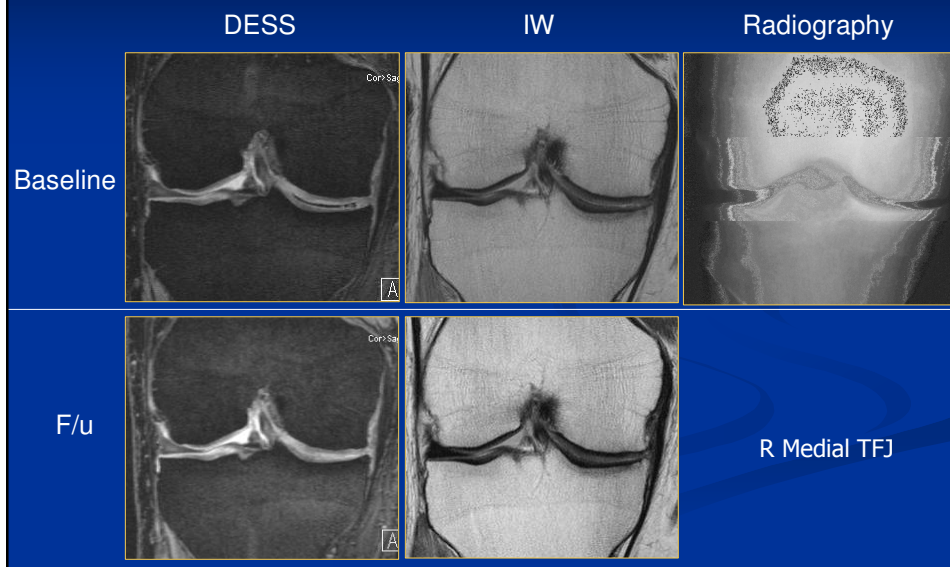 DESS IW Radiography
Baseline
Cor>Sag
A
F/u
Cor>Sag
A
R Medial TFJ